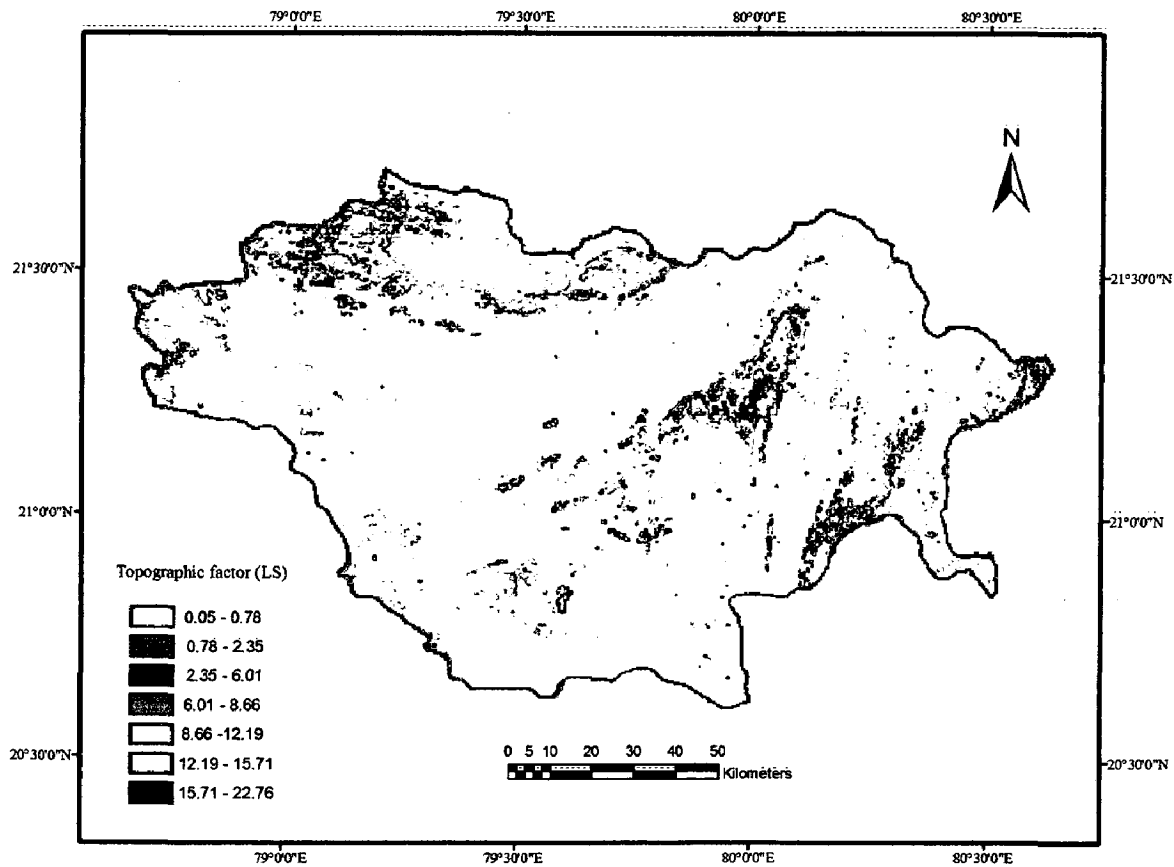 79°0'0"E 79°30'0"E 80°0'0"E 80°30'0"E
N
21°30'0"N 21°30'0"N
21°0'0"N 21°0'0"N
Topographic factor (LS)
0.05 - 0.78
0.78 - 2.35
2.35 - 6.01
6.01 - 8.66
8.66 -12.19
12.19 - 15.71
15.71 - 22.76
0 5 10 20 30 40 50
Kilometers
20°30'0"N 20°30'0"N
79°0'0"E 79°30'0"E 80°0'0"E 80°30'0"E